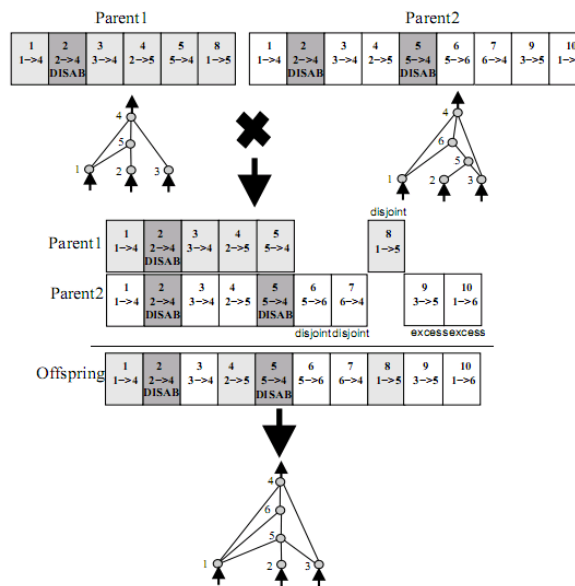 Parent1 Parent2
1 2 3 4 5 8 1 2 3 4 5 6 7 9 10
1->4 2->4 3->4 2->5 5->4 1->5 1->4 2->4 3->4 2->5 5->4 5->6 6->4 3->5 1->
DISAB DISAB DISAB
4 5 1 2 3
4 6 5 1 2 3
disjoint
Parent1 1 2 3 4 5 8
1->4 2->4 3->4 2->5 5->4 1->5
DISAB
Parent2 1 2 3 4 5 6 7 9 10
1->4 2->4 3->4 2->5 5->4 5->6 6->4 3->5 1->6
DISAB DISAB
disjoint disjoint excess excess
Offspring 1 2 3 4 5 6 7 8 9 10
1->4 2->4 3->4 2->5 5->4 5->6 6->4 1->5 3->5 1->6
DISAB DISAB
4
6
5
1 2 3